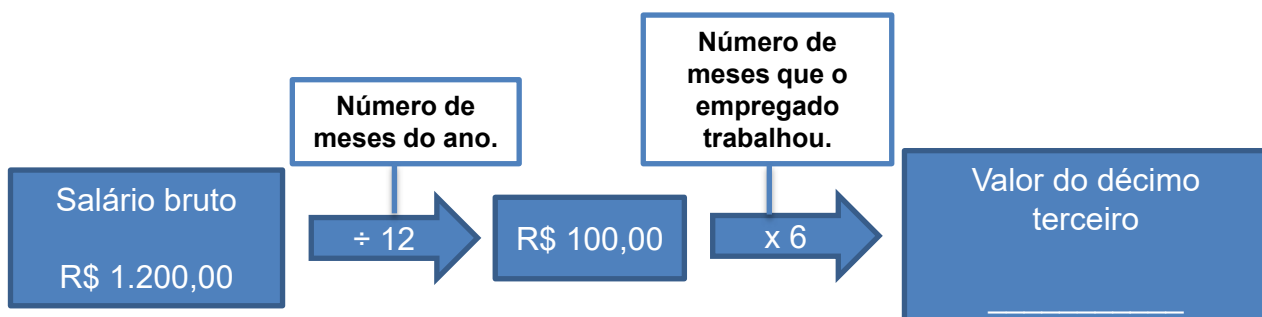 Salário bruto
R$ 1.200,00
Número de
meses do ano.
÷ 12
R$ 100,00
Número de
meses que o
empregado
trabalhou.
x 6
Valor do décimo
terceiro
____________